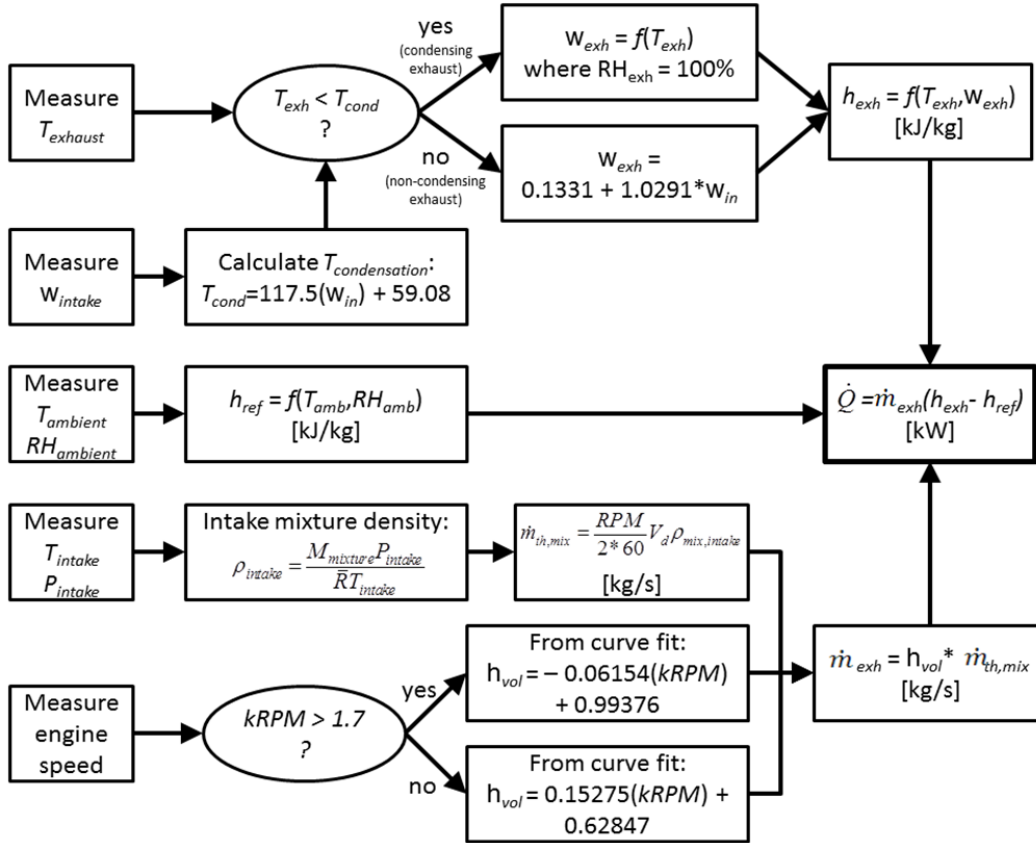 Measure
T_exhaust
T_exh < T_cond
?
yes
(condensing
exhaust)
no
(non-condensing
exhaust)
w_exh = f(T_exh)
where RH_exh = 100%
w_exh =
0.1331 + 1.0291*w_in
h_exh = f(T_exh,w_exh)
[kJ/kg]
Measure
w_intake
Calculate T_condensation:
T_cond=117.5(w_in) + 59.08
Measure
T_ambient
RH_ambient
h_ref = f(T_amb,RH_amb)
[kJ/kg]
Q̇ =ṁ_exh(h_exh- h_ref)
[kW]
Measure
T_intake
P_intake
Intake mixture density:
ρ_intake = M_mixture P_intake / R̅T_intake
ṁ_th,mix = RPM / 2*60 V_d ρ_mix,intake
[kg/s]
Measure
engine
speed
kRPM > 1.7
?
yes
no
From curve fit:
h_vol = – 0.06154(kRPM)
+ 0.99376
From curve fit:
h_vol = 0.15275(kRPM) +
0.62847
ṁ_exh = h_vol* ṁ_th,mix
[kg/s]